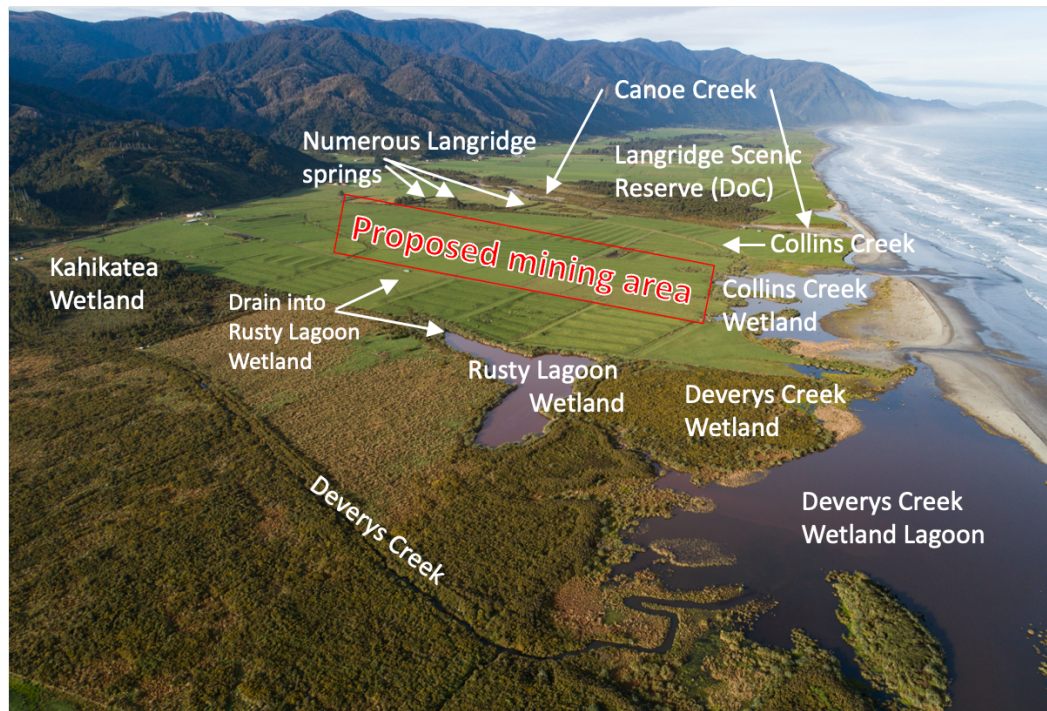 Canoe Creek
Numerous Langridge
springs
Langridge Scenic
Reserve (DoC)
Proposed mining area
Collins Creek
Kahikatea
Wetland
Collins Creek
Wetland
Drain into
Rusty Lagoon
Wetland
Rusty Lagoon
Wetland
Deverys Creek
Wetland
Deverys Creek
Deverys Creek
Wetland Lagoon